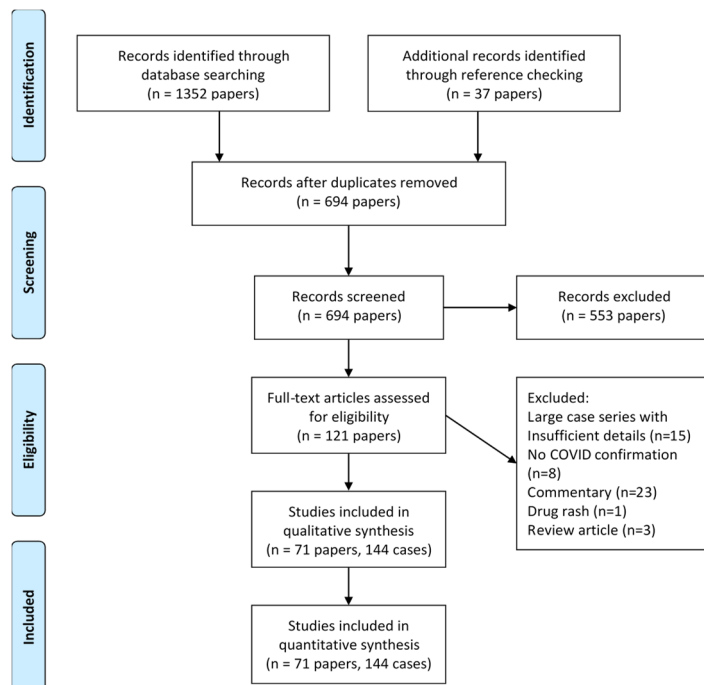 Identification
Records identified through
database searching
(n = 1352 papers)
Additional records identified
through reference checking
(n = 37 papers)
Records after duplicates removed
(n = 694 papers)
Screening
Records screened
(n = 694 papers)
Records excluded
(n = 553 papers)
Eligibility
Full-text articles assessed
for eligibility
(n = 121 papers)
Excluded:
Large case series with
Insufficient details (n=15)
No COVID confirmation
(n=8)
Commentary (n=23)
Drug rash (n=1)
Review article (n=3)
Studies included in
qualitative synthesis
(n = 71 papers, 144 cases)
Included
Studies included in
quantitative synthesis
(n = 71 papers, 144 cases)